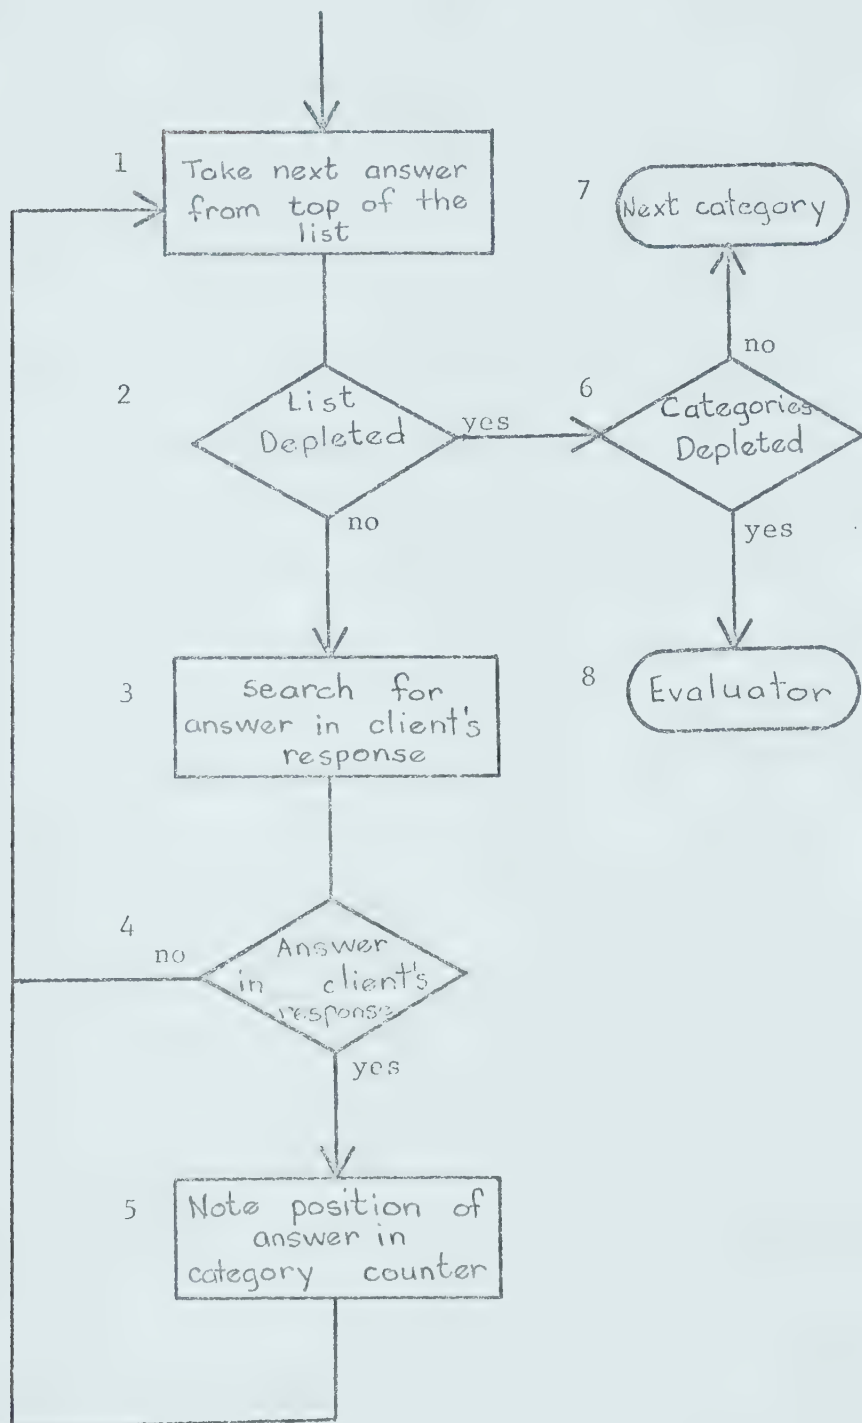 1
Take next answer
from top of the
list
7
Next category
2
List
Depleted
yes
no
6
Categories
Depleted
no
yes
3
search for
answer in client's
response
8
Evaluator
4
no
Answer
in client's
response
yes
5
Note position of
answer in
category counter